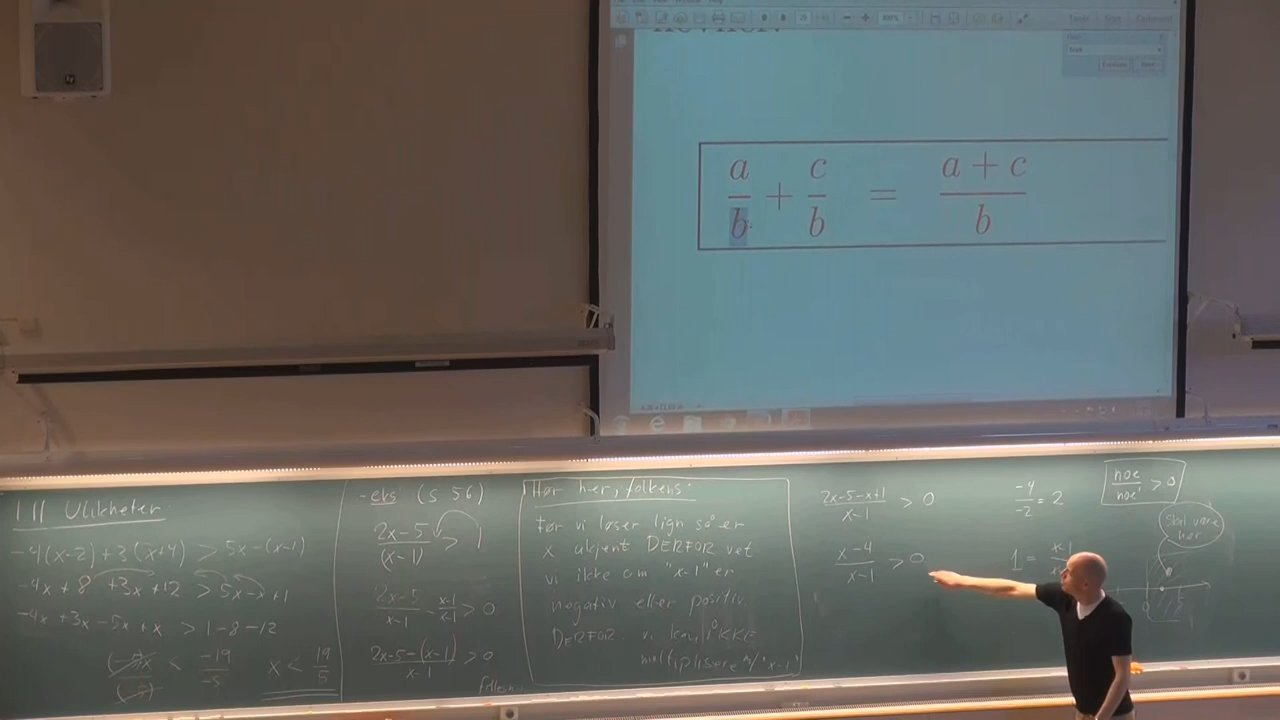 a/b + c/b = (a + c)/b
1.11 Ulikheter
-4(x-2)+3(x+4) > 5x-(x-1)
-4x+8+3x+12 > 5x-x+1
-4x+3x-5x+x > 1-8-12
< -19/-5
x < 19/5
-eks (s 56)
(2x-5)/(x-1) > 1
(2x-5)/(x-1) - (x-1)/(x-1) > 0
(2x-5-(x-1))/(x-1) > 0
Hør her, folkens:
Før vi løser lign så er
x ukjent DERFOR vet
vi ikke om "x-1" er
negativ eller positiv.
DERFOR vi kan IKKE
multiplisere m/ "x-1"
(2x-5-x+1)/(x-1) > 0
(x-4)/(x-1) > 0
-4/-2 = 2
1 =
noe/noe' > 0
Skal være
her
0